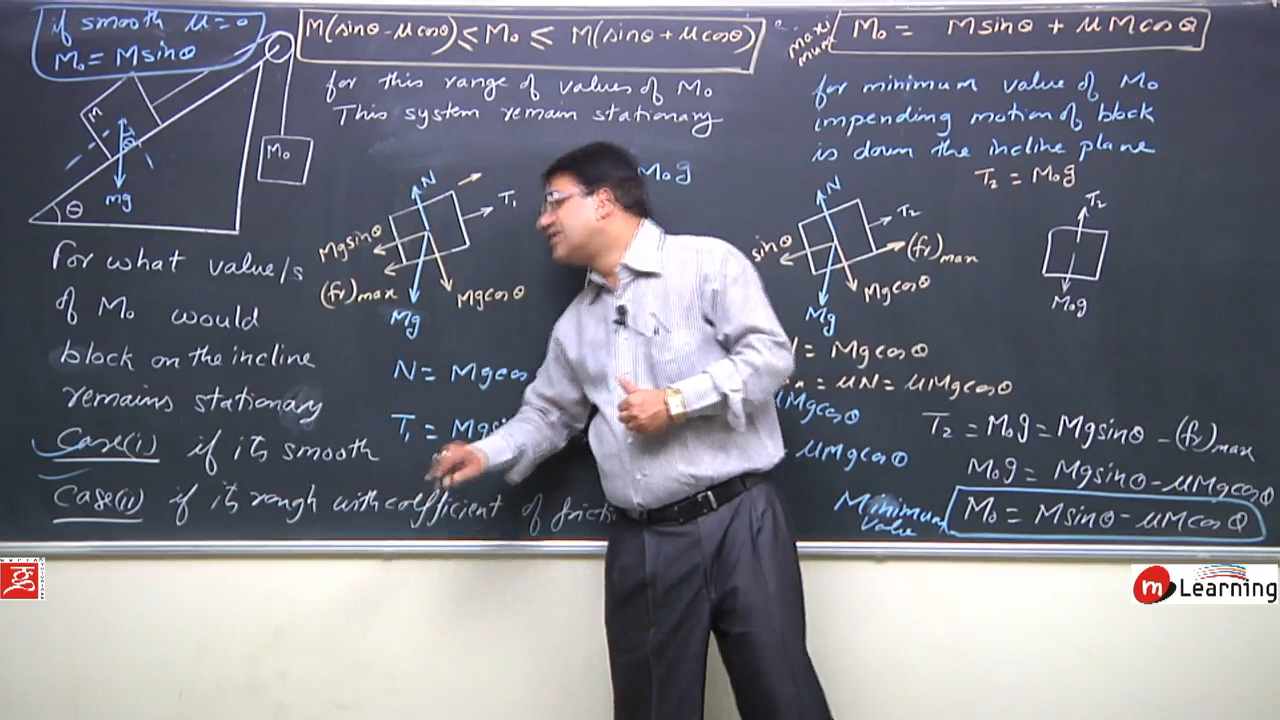 if smooth μ = 0
M₀ = Msinθ
M(sinθ-μcosθ) ≤ M₀ ≤ M(sinθ+μcosθ)
maximum
M₀ = Msinθ + μMcosθ
for this range of values of M₀
This system remain stationary
for minimum value of M₀
impending motion of block
is down the incline plane
T₂ = M₀g
M
M₀
mg
θ
N
T₁
Mgsinθ
(fr)max
Mgcosθ
Mg
M₀g
N
T₂
sinθ
(fr)max
Mgcosθ
Mg
T₂
M₀g
For what value/s
of M₀ would
block on the incline
remains stationary
Case(i) if its smooth
Case(ii) if its rough with coefficient of fricti
N = Mgcos
T₁ = Mgsi
= Mgcosθ
= μN = μMgcosθ
μMgcosθ
μMgcosθ
T₂ = M₀g = Mgsinθ - (fr)max
M₀g = Mgsinθ - μMgcosθ
Minimum value
M₀ = Msinθ - μMcosθ
m Learning